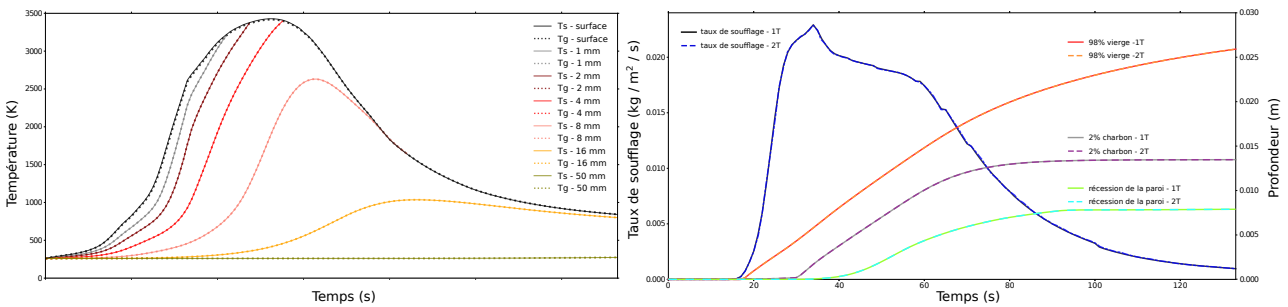 3500
3000
2500
2000
1500
1000
500
0
Température (K)
Temps (s)
Ts - surface
Tg - surface
Ts - 1 mm
Tg - 1 mm
Ts - 2 mm
Tg - 2 mm
Ts - 4 mm
Tg - 4 mm
Ts - 8 mm
Tg - 8 mm
Ts - 16 mm
Tg - 16 mm
Ts - 50 mm
Tg - 50 mm
0.020
0.015
0.010
0.005
0.000
Taux de soufflage (kg / m² / s)
taux de soufflage - 1T
taux de soufflage - 2T
98% vierge -1T
98% vierge - 2T
2% charbon - 1T
2% charbon - 2T
récession de la paroi - 1T
récession de la paroi - 2T
0 20 40 60 80 100 120
Temps (s)
0.030
0.025
0.020
0.015
0.010
0.005
0.000
Profondeur (m)